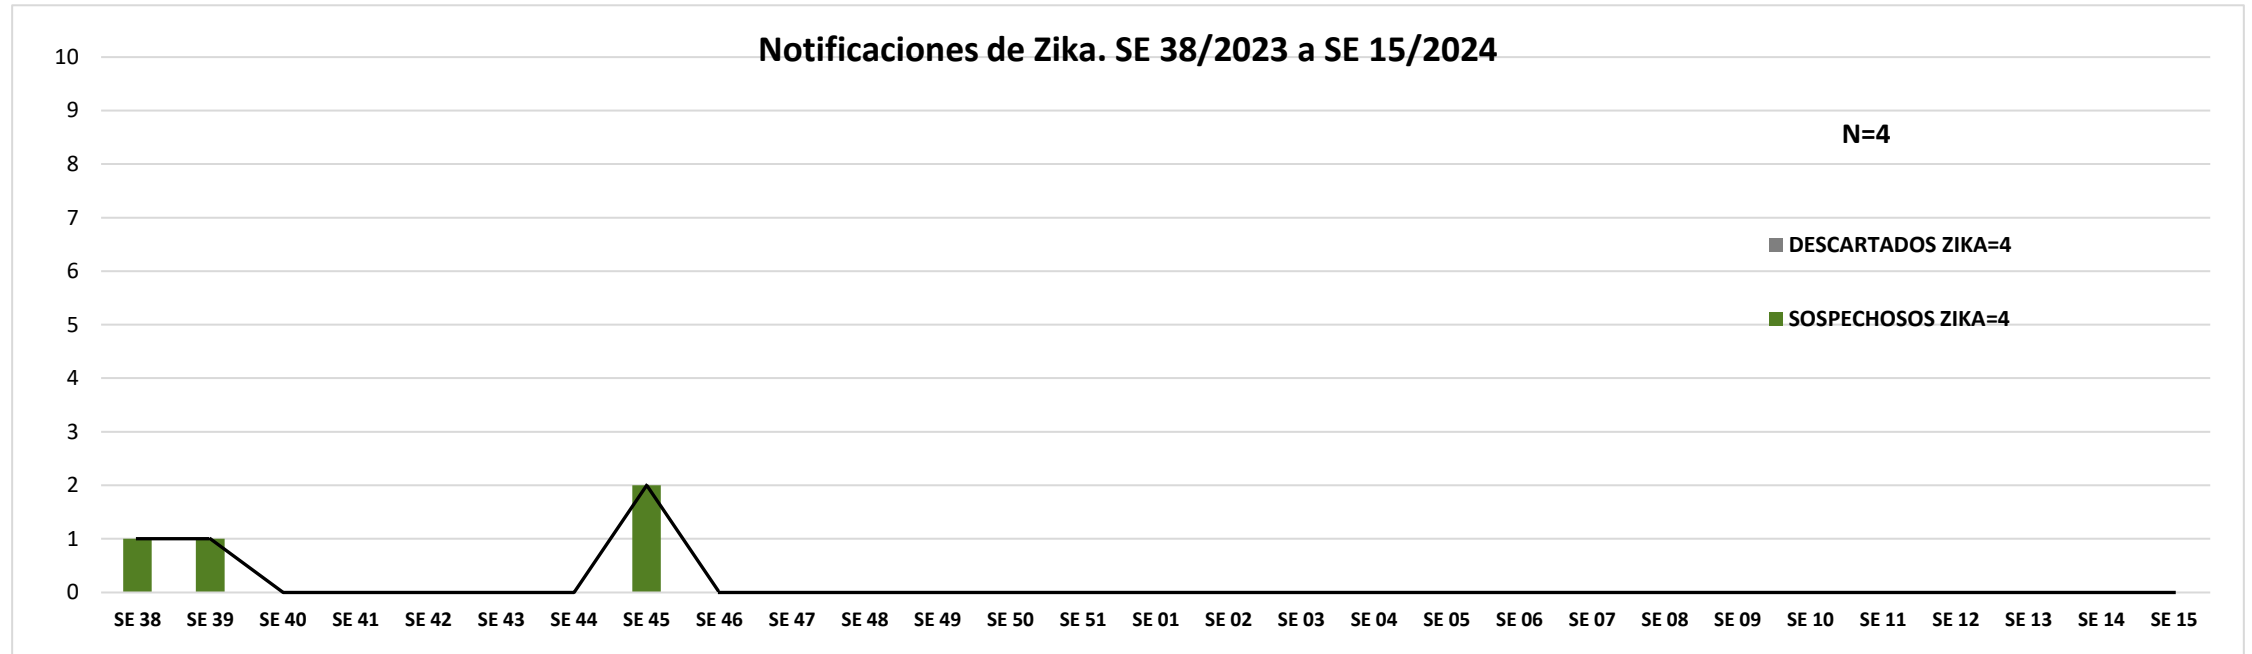 Notificaciones de Zika. SE 38/2023 a SE 15/2024
10
9
N=4
8
7
DESCARTADOS ZIKA=4
6
5
SOSPECHOSOS ZIKA=4
4
3
2
1
0
SE 38 SE 39 SE 40 SE 41 SE 42 SE 43 SE 44 SE 45 SE 46 SE 47 SE 48 SE 49 SE 50 SE 51 SE 01 SE 02 SE 03 SE 04 SE 05 SE 06 SE 07 SE 08 SE 09 SE 10 SE 11 SE 12 SE 13 SE 14 SE 15